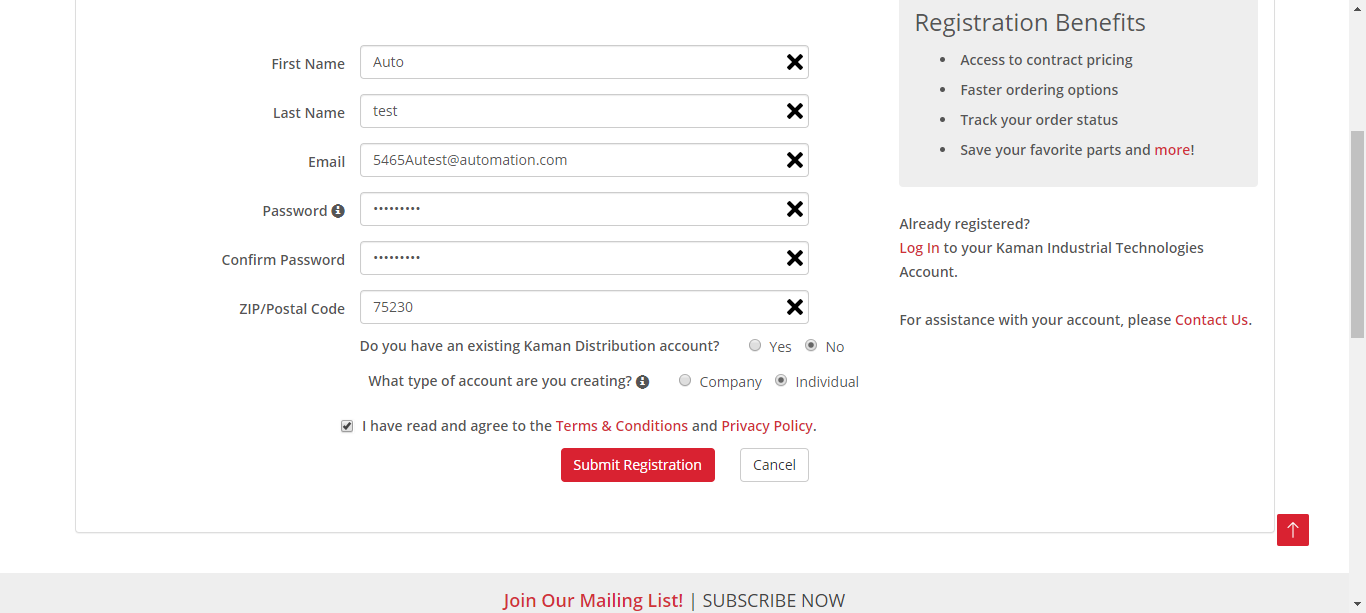 First Name
Auto
Last Name
test
Email
5465Autest@automation.com
Password
•••••••••
Confirm Password
•••••••••
ZIP/Postal Code
75230
Do you have an existing Kaman Distribution account? Yes No
What type of account are you creating? Company Individual
I have read and agree to the Terms & Conditions and Privacy Policy.
Submit Registration
Cancel
Registration Benefits
• Access to contract pricing
• Faster ordering options
• Track your order status
• Save your favorite parts and more!
Already registered?
Log In to your Kaman Industrial Technologies
Account.
For assistance with your account, please Contact Us.
Join Our Mailing List! | SUBSCRIBE NOW